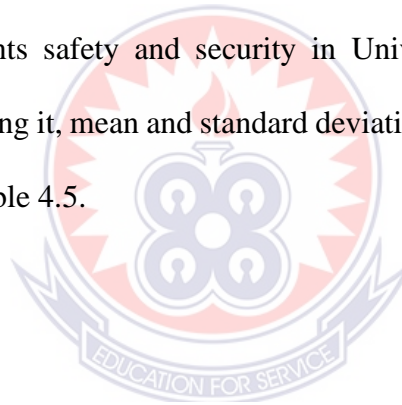 nts safety and security in Univ
ng it, mean and standard deviati
ble 4.5.
EDUCATION FOR SERVICE